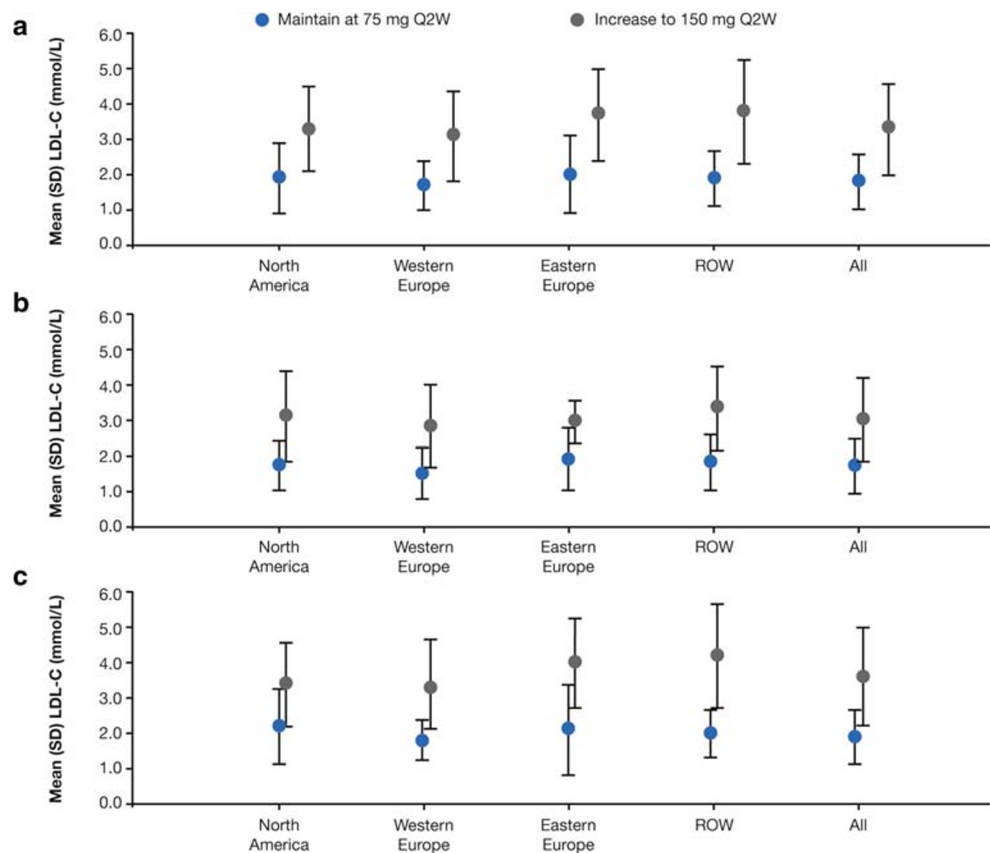 a
Maintain at 75 mg Q2W
Increase to 150 mg Q2W
Mean (SD) LDL-C (mmol/L)
6.0
5.0
4.0
3.0
2.0
1.0
0.0
North America
Western Europe
Eastern Europe
ROW
All
b
Mean (SD) LDL-C (mmol/L)
6.0
5.0
4.0
3.0
2.0
1.0
0.0
North America
Western Europe
Eastern Europe
ROW
All
c
Mean (SD) LDL-C (mmol/L)
6.0
5.0
4.0
3.0
2.0
1.0
0.0
North America
Western Europe
Eastern Europe
ROW
All